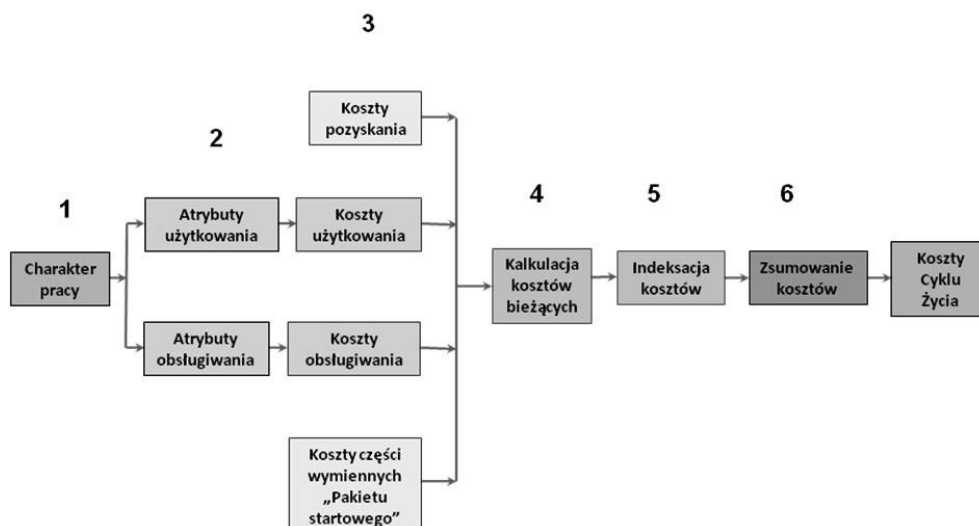 3
Koszty
pozyskania
2
1
Atrybuty
użytkowania
Koszty
użytkowania
4
5
6
Charakter
pracy
Kalkulacja
kosztów
bieżących
Indeksacja
kosztów
Zsumowanie
kosztów
Koszty
Cyklu
Życia
Atrybuty
obsługiwania
Koszty
obsługiwania
Koszty części
wymiennych
„Pakietu
startowego”